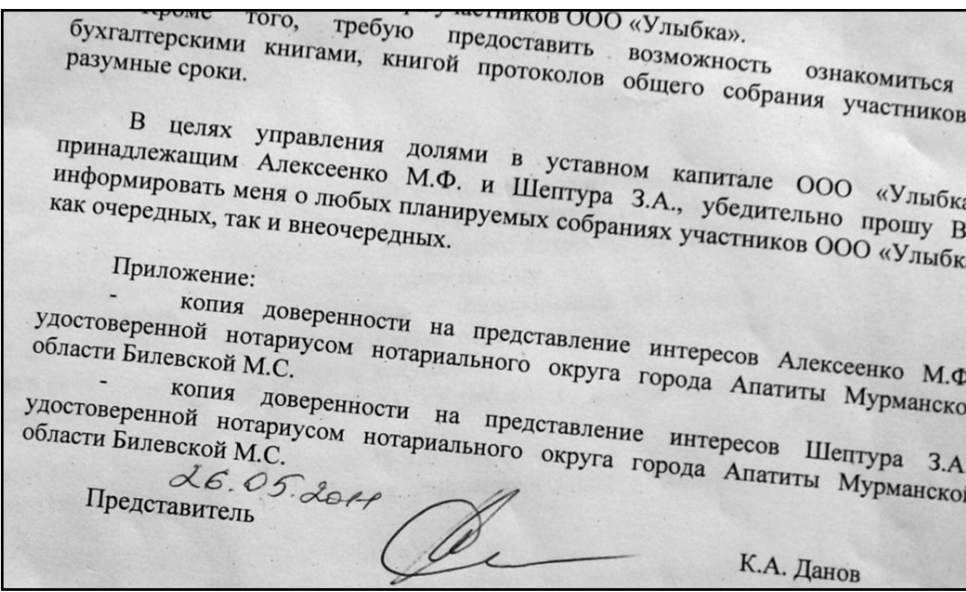 участников ООО «Улыбка».
Кроме того, требую предоставить возможность ознакомиться
бухгалтерскими книгами, книгой протоколов общего собрания участников
разумные сроки.
В целях управления долями в уставном капитале ООО «Улыбка
принадлежащим Алексеенко М.Ф. и Шептура З.А., убедительно прошу В
информировать меня о любых планируемых собраниях участников ООО «Улыбк
как очередных, так и внеочередных.
Приложение:
- копия доверенности на представление интересов Алексеенко М.Ф
удостоверенной нотариусом нотариального округа города Апатиты Мурманско
области Билевской М.С.
- копия доверенности на представление интересов Шептура З.А
удостоверенной нотариусом нотариального округа города Апатиты Мурманской
области Билевской М.С.
26.05.2011
Представитель
К.А. Данов